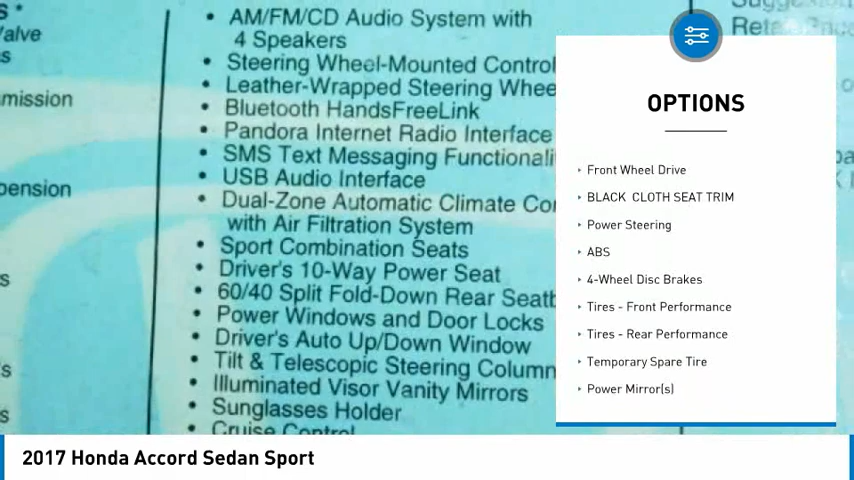 AM/FM/CD Audio System with
4 Speakers
Steering Wheel-Mounted
Leather-Wrapped Steering
Bluetooth HandsFreeLink
Pandora Internet Radio Interface
SMS Text Messaging
USB Audio Interface
Dual-Zone Automatic Climate
with Air Filtration System
Sport Combination Seats
Driver's 10-Way Power Seat
60/40 Split Fold-Down Rear
Power Windows and Door Locks
Driver's Auto Up/Down Window
Tilt & Telescopic Steering Column
Illuminated Visor Vanity Mirrors
Sunglasses Holder
Cruise Control
OPTIONS
Front Wheel Drive
BLACK CLOTH SEAT TRIM
Power Steering
ABS
4-Wheel Disc Brakes
Tires - Front Performance
Tires - Rear Performance
Temporary Spare Tire
Power Mirror(s)
2017 Honda Accord Sedan Sport